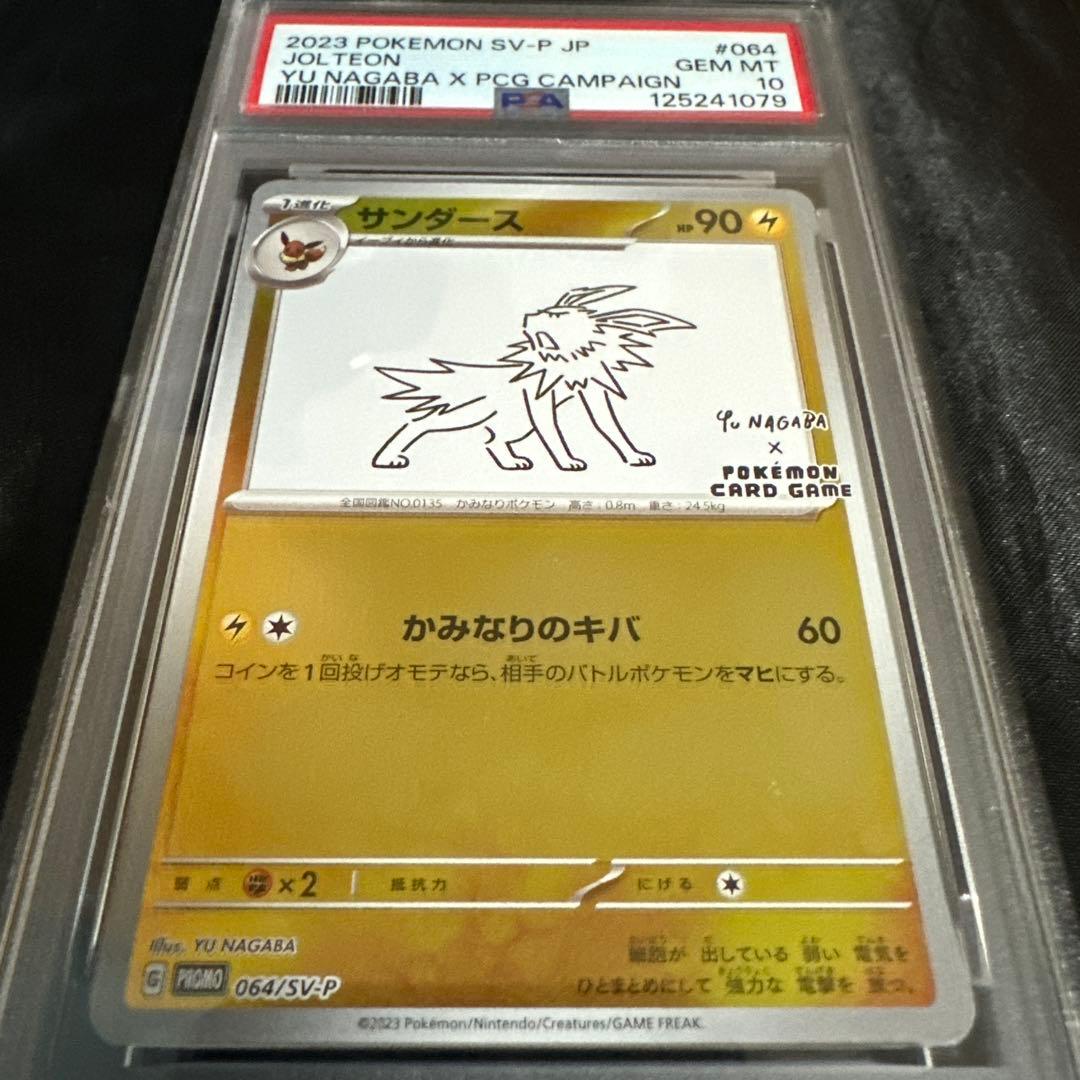 2023 POKEMON SV-P JP #064
JOLTEON GEM MT
YU NAGABA X PCG CAMPAIGN 10
PSA 125241079
1進化 サンダース HP90
イーブイから進化
Yu NAGABA
×
POKÉMON
CARD GAME
全国図鑑NO.0135 かみなりポケモン 高さ:0.8m 重さ:24.5kg
かみなりのキバ 60
コインを1回投げオモテなら、相手のバトルポケモンをマヒにする。
弱点 ×2 抵抗力 にげる
Illus. YU NAGABA
細胞が 出している 弱い 電気を
G PROMO 064/SV-P
ひとまとめにして 強力な 電撃を 撃つ。
©2023 Pokémon/Nintendo/Creatures/GAME FREAK.